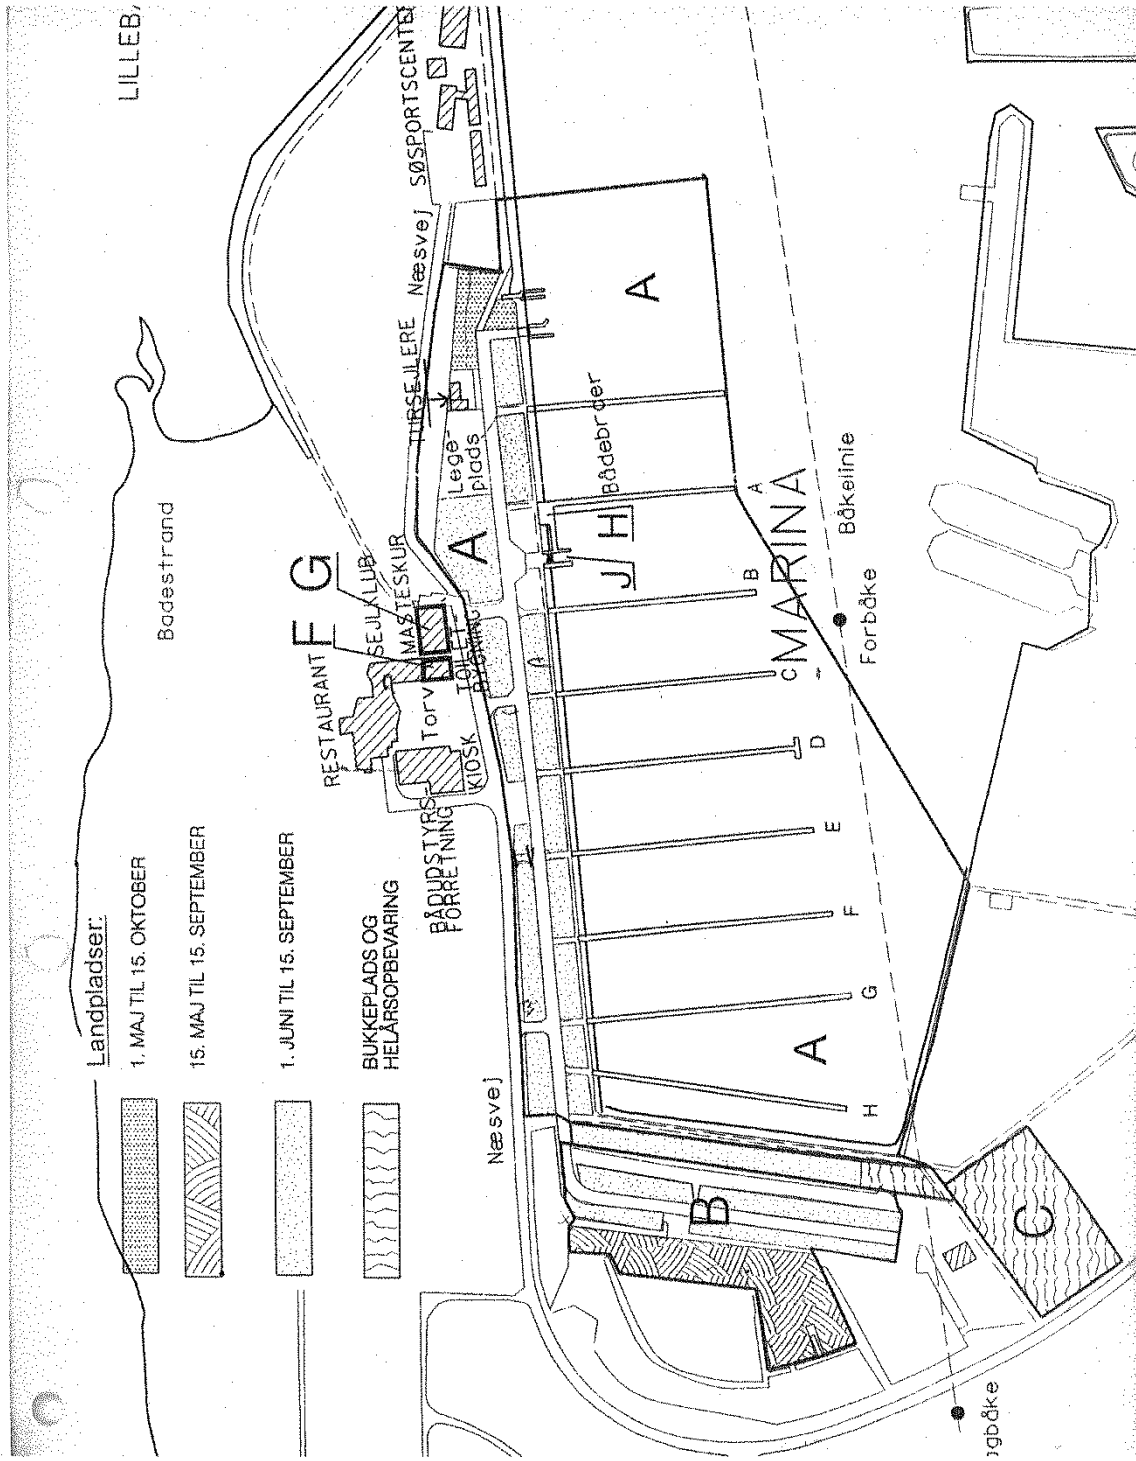 LILLEB
Badestrand
Landpladser:
1. MAJ TIL 15. OKTOBER
15. MAJ TIL 15. SEPTEMBER
1. JUNI TIL 15. SEPTEMBER
BUKKEPLADS OG
HELÅRSOPBEVARING
SØSPORTSCENTE
Næsvej
TURSEJLERE
Lege-
plads
A
F
G
RESTAURANT
SEJLKLUB
MASTESKUR
TOILET
BYGNING
Torv
KIOSK
BÅDUDSTYRS-
FORRETNING
Næsvej
A
Bådebroer
H
J
MARINA
A
B
C
D
E
F
G
H
A
B
C
Båkelinie
Forbåke
gbåke